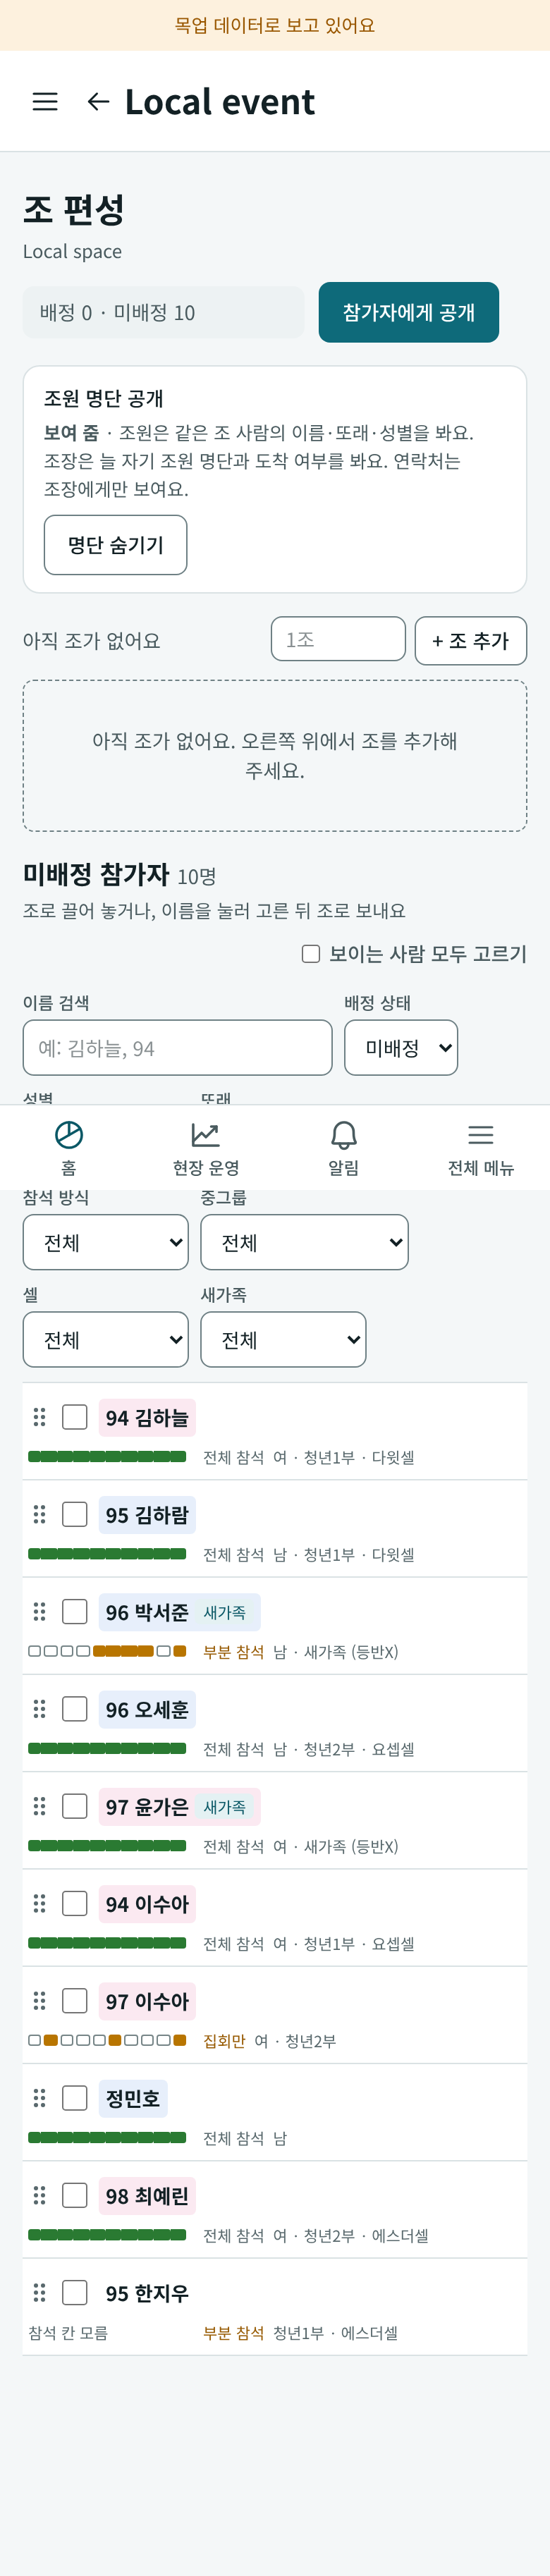 목업 데이터로 보고 있어요
Local event
조 편성
Local space
배정 0 · 미배정 10
참가자에게 공개
조원 명단 공개
보여 줌 · 조원은 같은 조 사람의 이름·또래·성별을 봐요.
조장은 늘 자기 조원 명단과 도착 여부를 봐요. 연락처는
조장에게만 보여요.
명단 숨기기
아직 조가 없어요
1조
+ 조 추가
아직 조가 없어요. 오른쪽 위에서 조를 추가해
주세요.
미배정 참가자 10명
조로 끌어 놓거나, 이름을 눌러 고른 뒤 조로 보내요
보이는 사람 모두 고르기
이름 검색
배정 상태
예: 김하늘, 94
미배정
성별
또래
홈
현장 운영
알림
전체 메뉴
참석 방식
중그룹
전체
전체
셀
새가족
전체
전체
94 김하늘
전체 참석 여 · 청년1부 · 다윗셀
95 김하람
전체 참석 남 · 청년1부 · 다윗셀
96 박서준 새가족
부분 참석 남 · 새가족 (등반X)
96 오세훈
전체 참석 남 · 청년2부 · 요셉셀
97 윤가은 새가족
전체 참석 여 · 새가족 (등반X)
94 이수아
전체 참석 여 · 청년1부 · 요셉셀
97 이수아
집회만 여 · 청년2부
정민호
전체 참석 남
98 최예린
전체 참석 여 · 청년2부 · 에스더셀
95 한지우
참석 칸 모름
부분 참석 청년1부 · 에스더셀